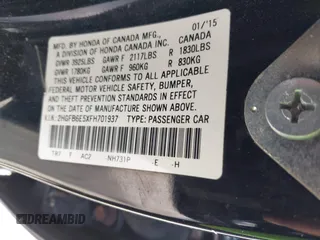 MFD. BY HONDA OF CANADA MFG., CANADA 01/'15
A DIVISION OF HONDA CANADA INC.
GVWR 3925LBS GAWR F 2117LBS R 1830LBS
GVWR 1780KG GAWR F 960KG R 830KG
THIS VEHICLE CONFORMS TO ALL APPLICABLE
FEDERAL MOTOR VEHICLE SAFETY, BUMPER,
AND THEFT PREVENTION STANDARDS IN EFFECT
ON THE DATE OF MANUFACTURE SHOWN ABOVE.
V.I.N.: 2HGFB6E5XFH701937 TYPE: PASSENGER CAR
NH731P E -H
DREAMBID